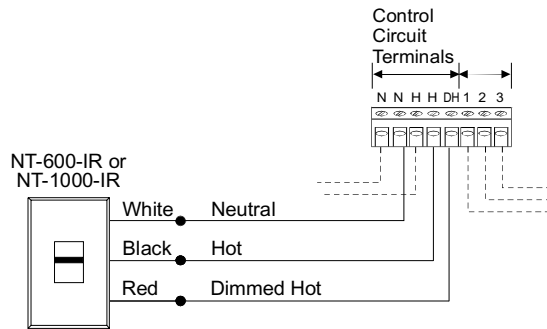 Control
Circuit
Terminals
N N H H DH 1 2 3
NT-600-IR or
NT-1000-IR
White Neutral
Black Hot
Red Dimmed Hot